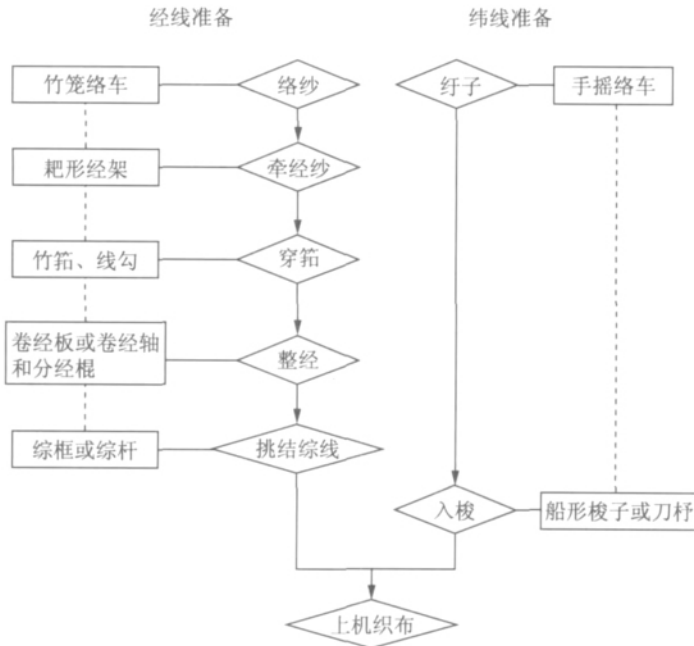 经线准备
纬线准备
竹笼络车
络纱
纡子
手摇络车
耙形经架
牵经纱
竹筘、线勾
穿筘
卷经板或卷经轴
和分经棍
整经
综框或综杆
挑结综线
入梭
船形梭子或刀杼
上机织布